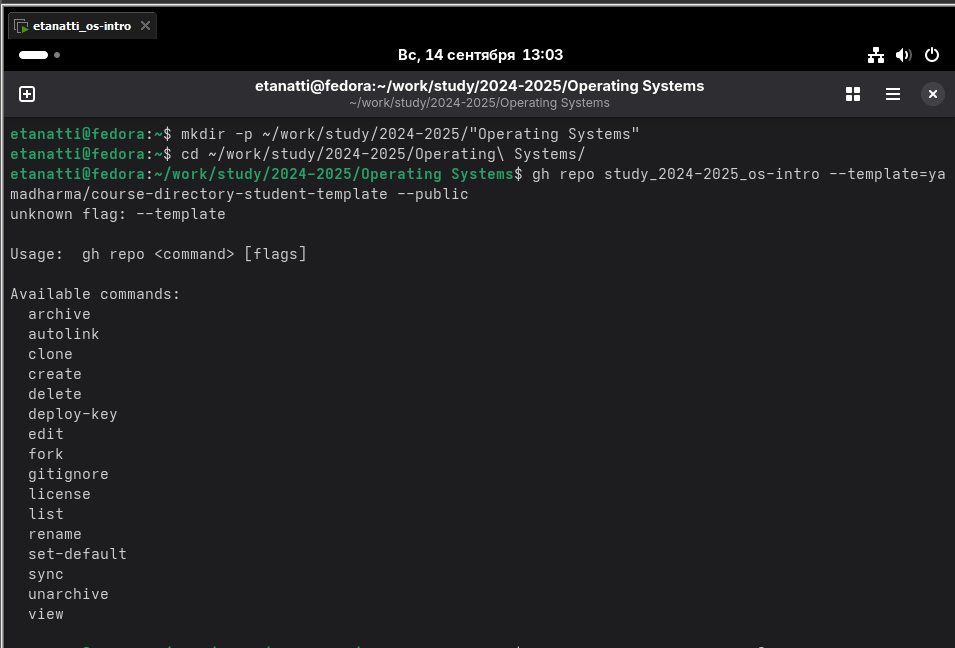 etanatti_os-intro
Вс, 14 сентября 13:03
etanatti@fedora:~/work/study/2024-2025/Operating Systems
~/work/study/2024-2025/Operating Systems
etanatti@fedora:~$ mkdir -p ~/work/study/2024-2025/"Operating Systems"
etanatti@fedora:~$ cd ~/work/study/2024-2025/Operating\ Systems/
etanatti@fedora:~/work/study/2024-2025/Operating Systems$ gh repo study_2024-2025_os-intro --template=ya
madharma/course-directory-student-template --public
unknown flag: --template
Usage:  gh repo <command> [flags]
Available commands:
archive
autolink
clone
create
delete
deploy-key
edit
fork
gitignore
license
list
rename
set-default
sync
unarchive
view